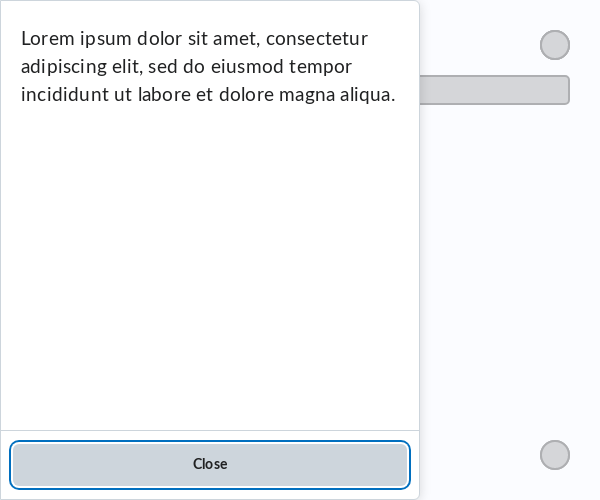 Lorem ipsum dolor sit amet, consectetur
adipiscing elit, sed do eiusmod tempor
incididunt ut labore et dolore magna aliqua.
Close